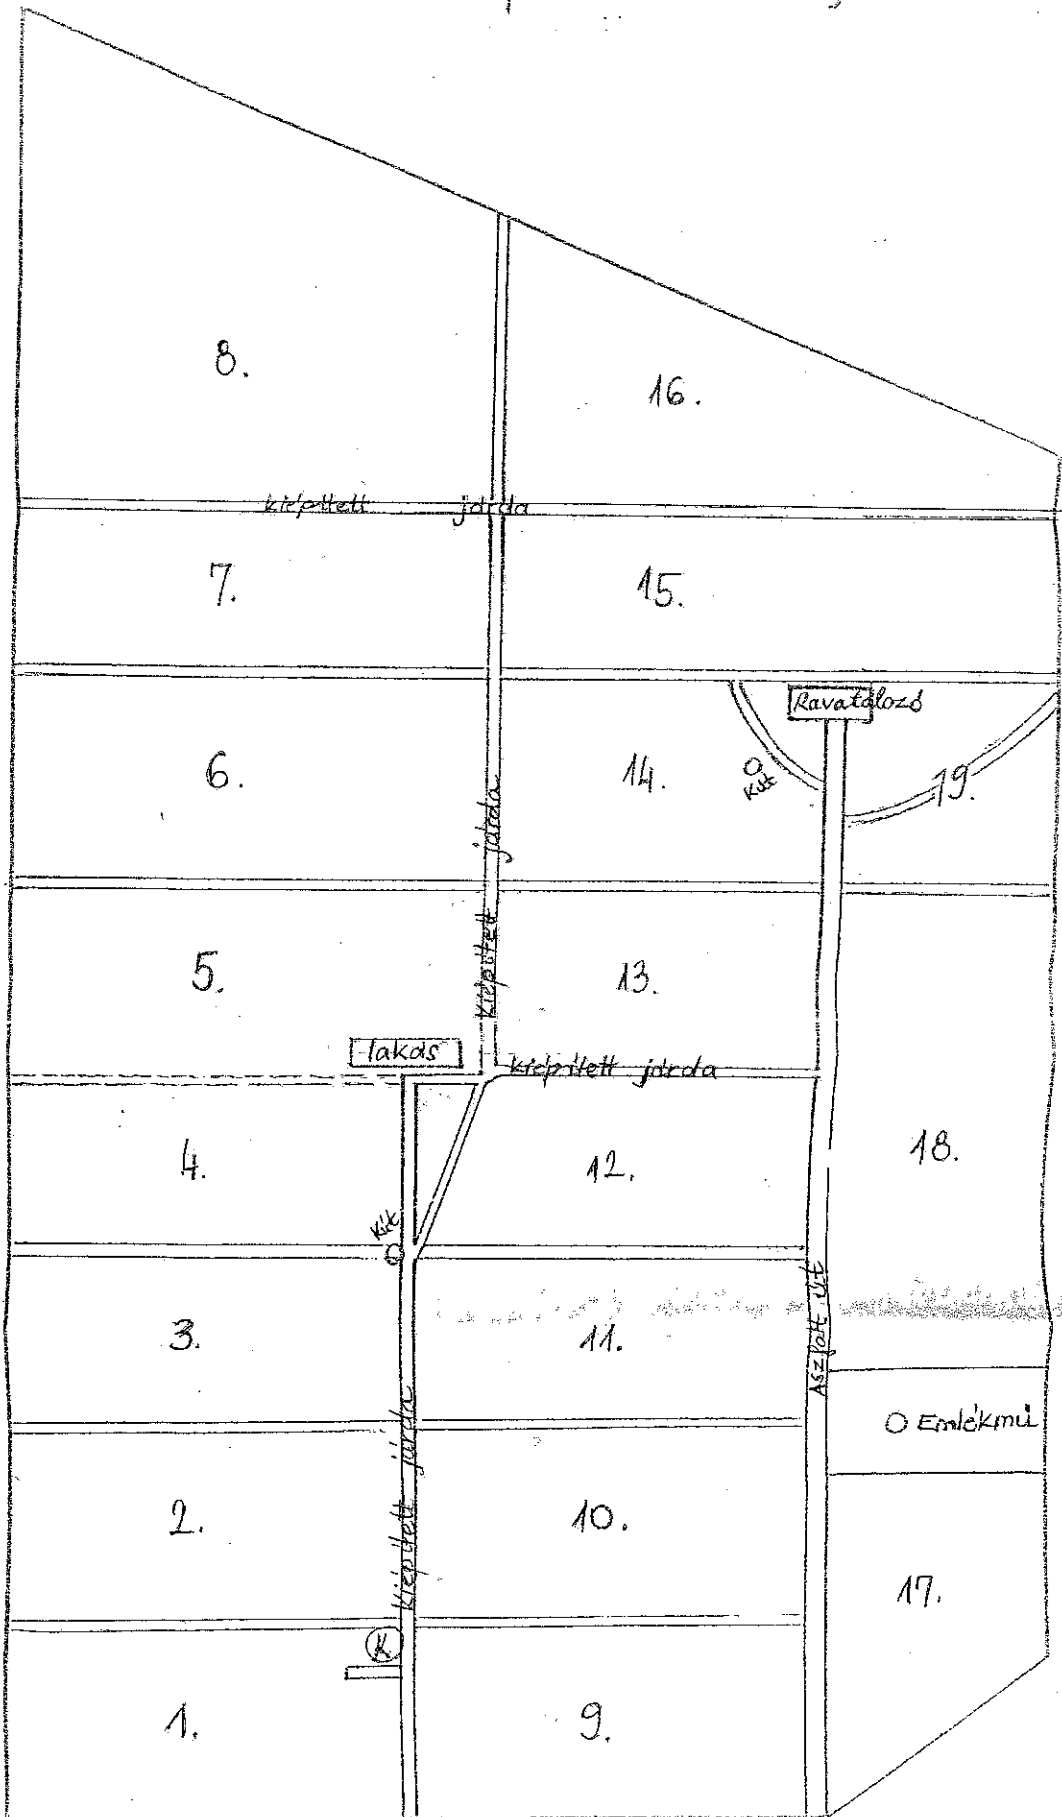 8.
16.
kiépített járda
7.
15.
Ravatalozó
6.
14.
Kút
19.
kiépített járda
5.
13.
lakás
kiépített járda
4.
12.
18.
Kút
3.
11.
Aszfalt út
Emlékmű
kiépített járda
2.
10.
17.
K
1.
9.